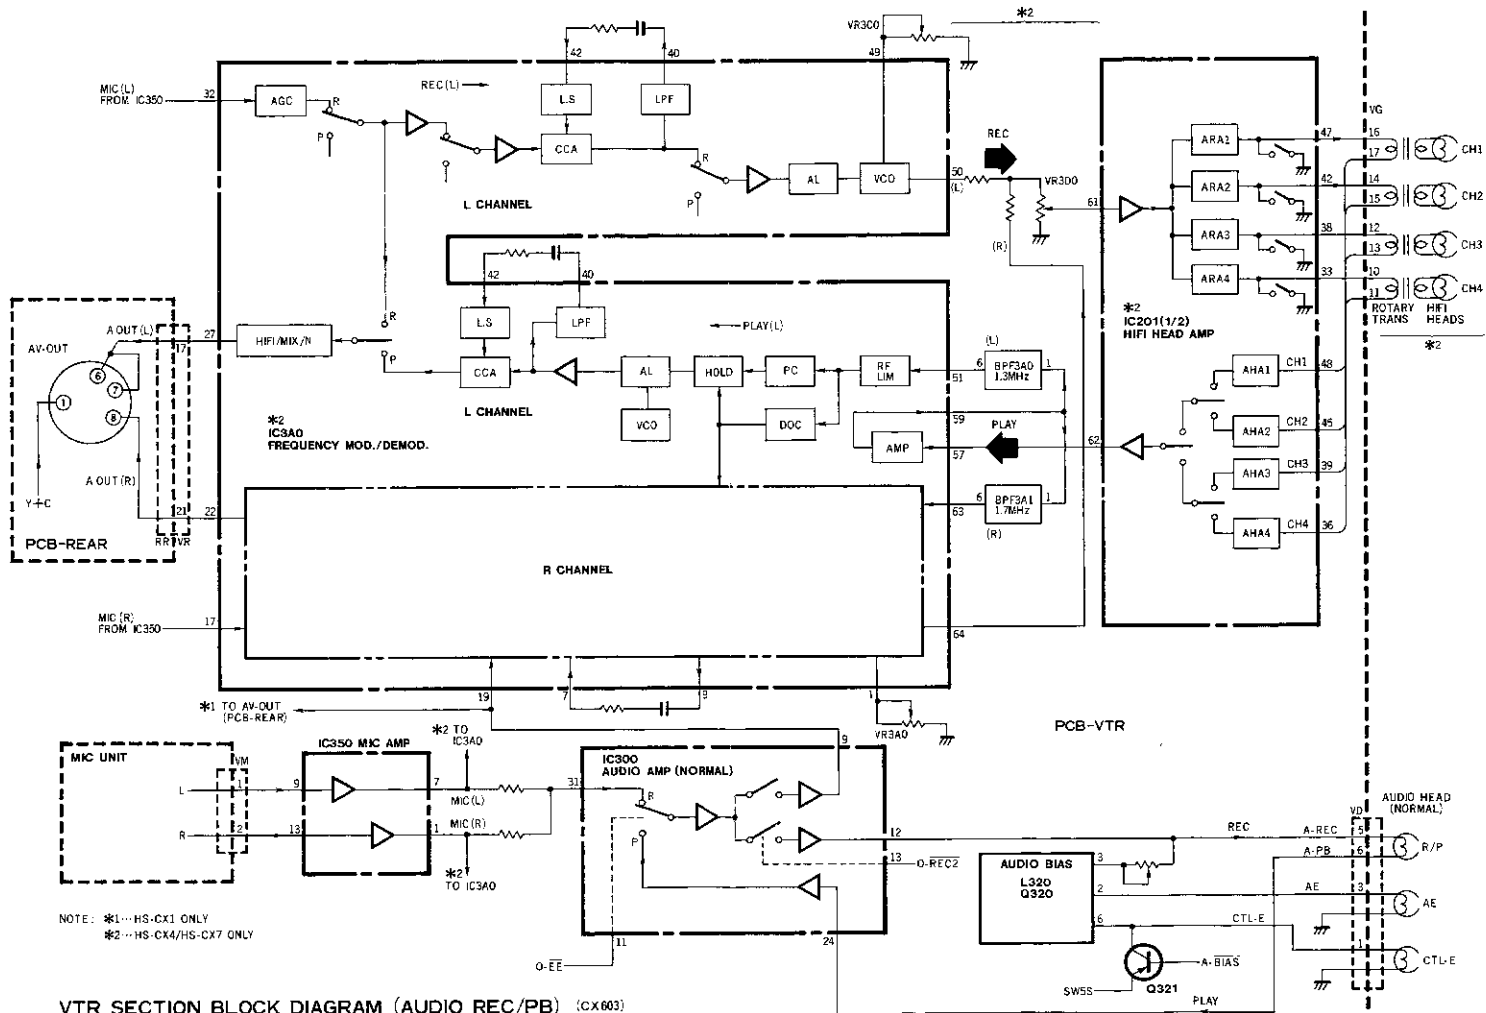 VR3C0
*2
42
40
49
MIC(L)
FROM IC350
32
AGC
R
P
REC(L)
L.S
LPF
CCA
R
P
AL
VCO
50
(L)
L CHANNEL
REC
VR3D0
(R)
61
ARA1
ARA2
ARA3
ARA4
47
42
38
33
VG
16
17
14
15
12
13
10
11
CH1
CH2
CH3
CH4
ROTARY
TRANS
HIFI
HEADS
*2
*2
IC201(1/2)
HIFI HEAD AMP
42
40
L.S
LPF
PLAY(L)
R
P
CCA
AL
HOLD
PC
RF
LIM
VCO
DOC
AMP
L CHANNEL
*2
IC3A0
FREQUENCY MOD./DEMOD.
51
(L)
6
BPF3A0
1.3MHz
1
59
PLAY
57
62
6
BPF3A1
1.7MHz
1
63
(R)
AHA1
AHA2
AHA3
AHA4
CH1
CH2
CH3
CH4
48
45
39
36
AV-OUT
A OUT(L)
6
7
1
8
A OUT(R)
Y+C
PCB-REAR
17
21
RR
VR
27
22
HIFI/MIX/N
R CHANNEL
MIC(R)
FROM IC350
17
64
19
7
8
1
VR3A0
*1 TO AV-OUT
(PCB-REAR)
PCB-VTR
MIC UNIT
L
R
VM
1
2
IC350 MIC AMP
9
13
7
1
*2 TO
IC3A0
MIC(L)
MIC(R)
*2
TO IC3A0
31
IC300
AUDIO AMP (NORMAL)
9
R
P
12
13
O-REC2
11
24
O-EE
AUDIO BIAS
L320
Q320
3
2
6
REC
A-REC
A-PB
AE
CTL-E
VD
5
6
3
1
AUDIO HEAD
(NORMAL)
R/P
AE
CTL-E
A-BIAS
SW5S
Q321
PLAY
NOTE: *1···HS-CX1 ONLY
*2···HS-CX4/HS-CX7 ONLY
VTR SECTION BLOCK DIAGRAM (AUDIO REC/PB) (CX603)